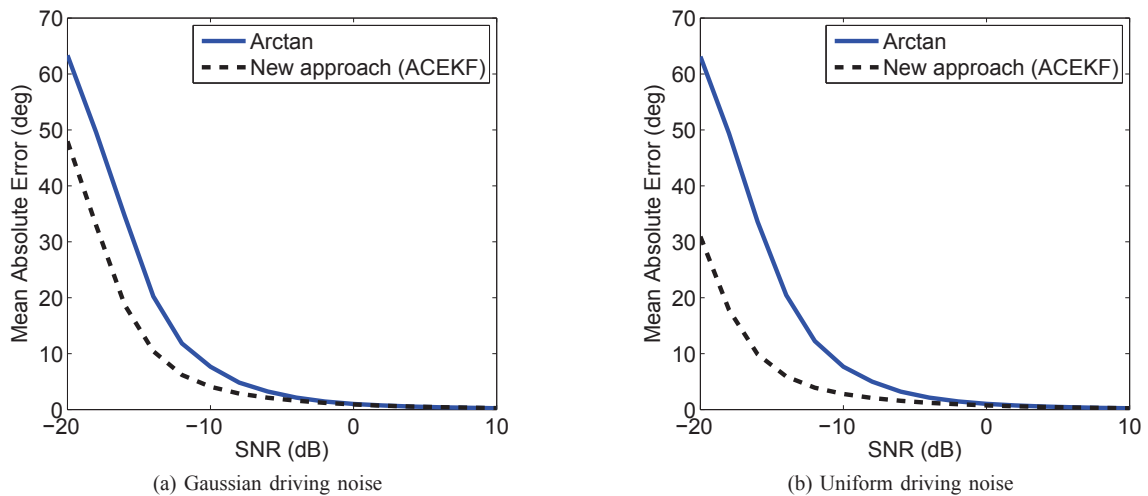 70
60
50
40
30
20
10
0
Mean Absolute Error (deg)
Arctan
New approach (ACEKF)
−20 −10 0 10
SNR (dB)
(a) Gaussian driving noise
70
60
50
40
30
20
10
0
Mean Absolute Error (deg)
Arctan
New approach (ACEKF)
−20 −10 0 10
SNR (dB)
(b) Uniform driving noise